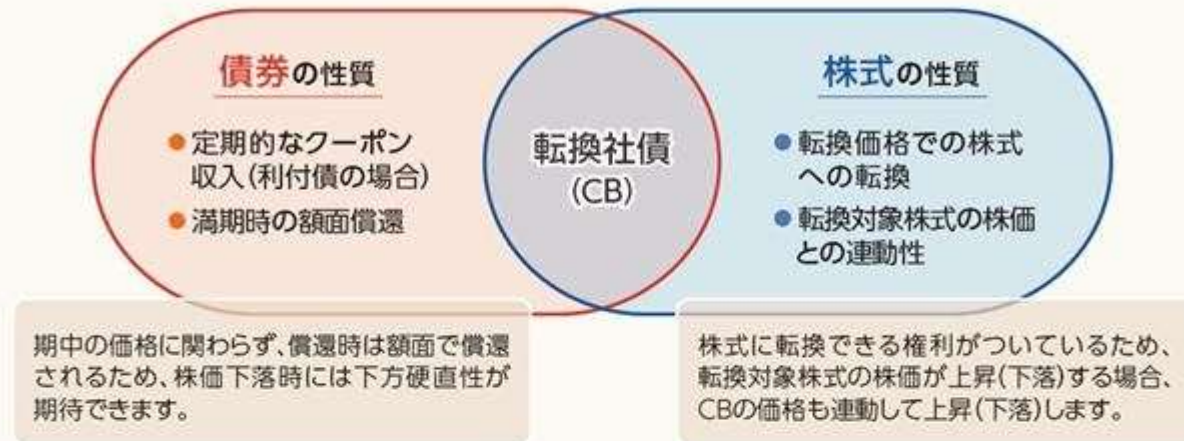 債券の性質
●定期的なクーポン
収入(利付債の場合)
●満期時の額面償還
転換社債
(CB)
株式の性質
●転換価格での株式
への転換
●転換対象株式の株価
との連動性
期中の価格に関わらず、償還時は額面で償還
されるため、株価下落時には下方硬直性が
期待できます。
株式に転換できる権利がついているため、
転換対象株式の株価が上昇(下落)する場合、
CBの価格も連動して上昇(下落)します。